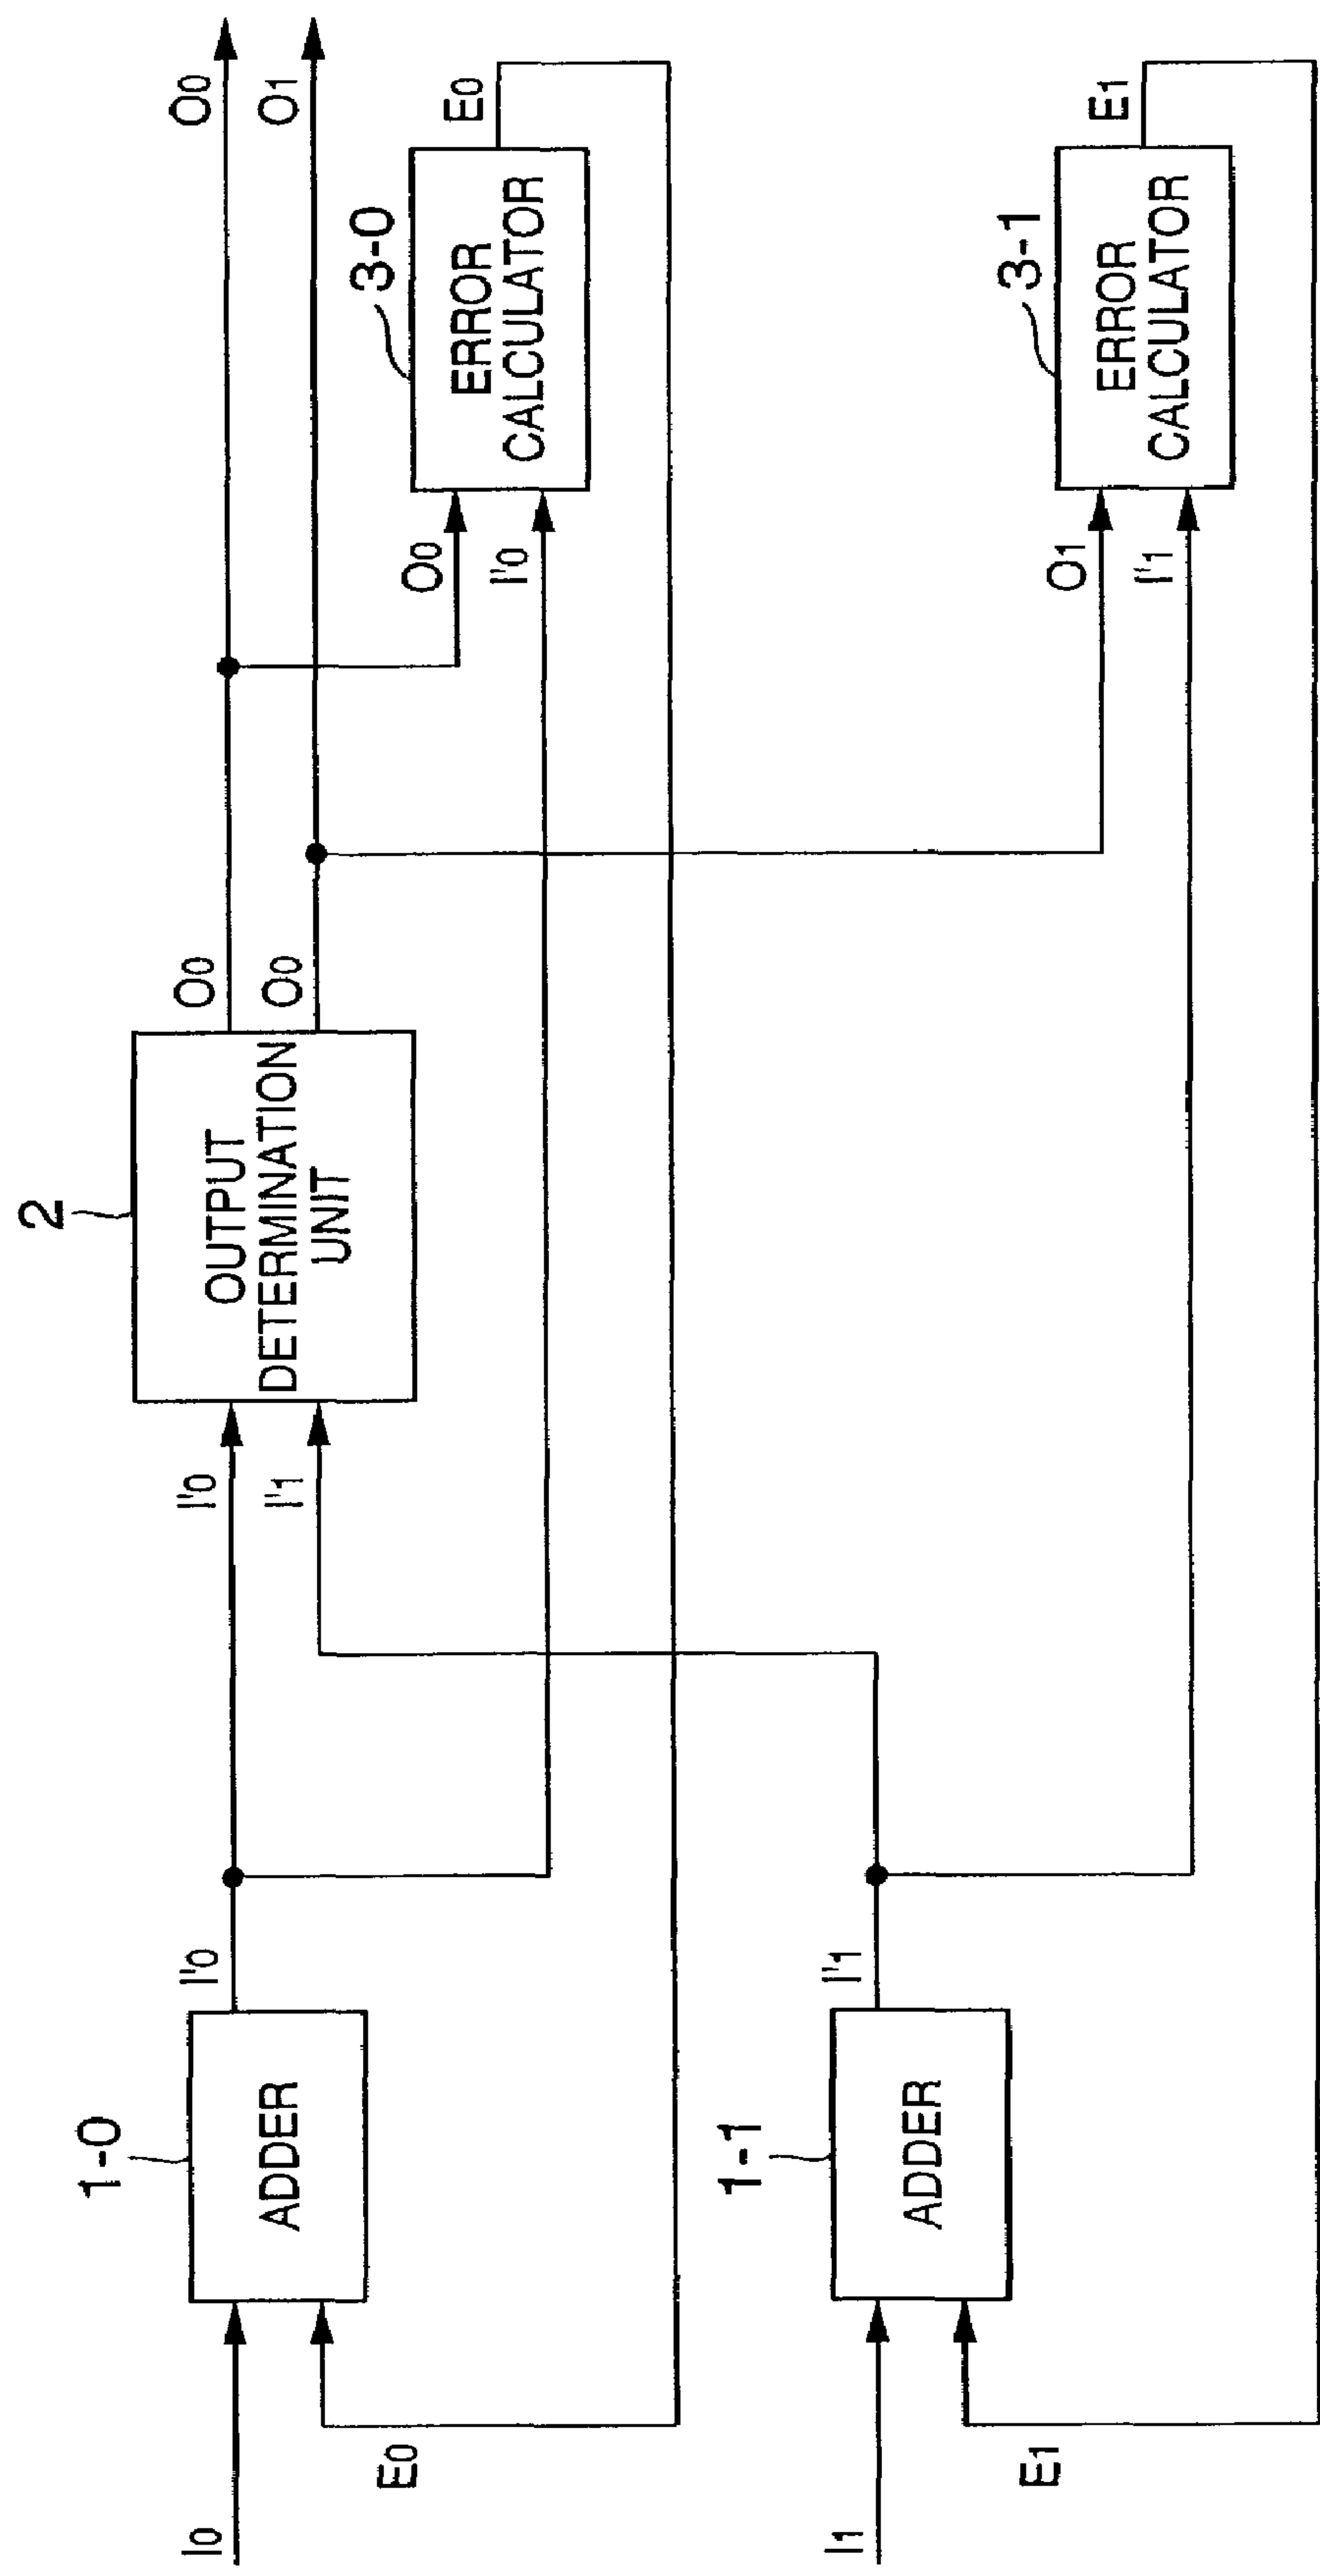 I0
E0
1-0
ADDER
I'0
I'0
I'1
2
OUTPUT
DETERMINATION
UNIT
O0
O0
O0
I'0
3-0
ERROR
CALCULATOR
E0
O0
O1
I1
E1
1-1
ADDER
I'1
O1
I'1
3-1
ERROR
CALCULATOR
E1